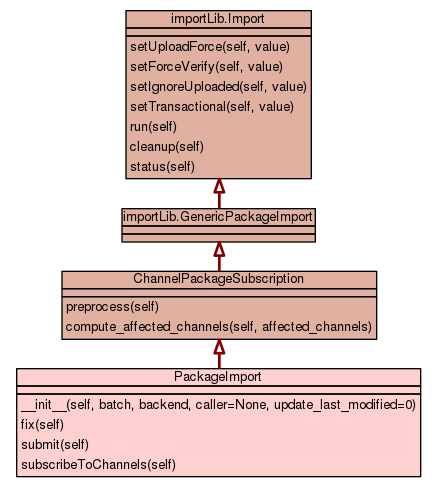 importLib.Import
setUploadForce(self, value)
setForceVerify(self, value)
setIgnoreUploaded(self, value)
setTransactional(self, value)
run(self)
cleanup(self)
status(self)
importLib.GenericPackageImport
ChannelPackageSubscription
preprocess(self)
compute_affected_channels(self, affected_channels)
PackageImport
__init__(self, batch, backend, caller=None, update_last_modified=0)
fix(self)
submit(self)
subscribeToChannels(self)